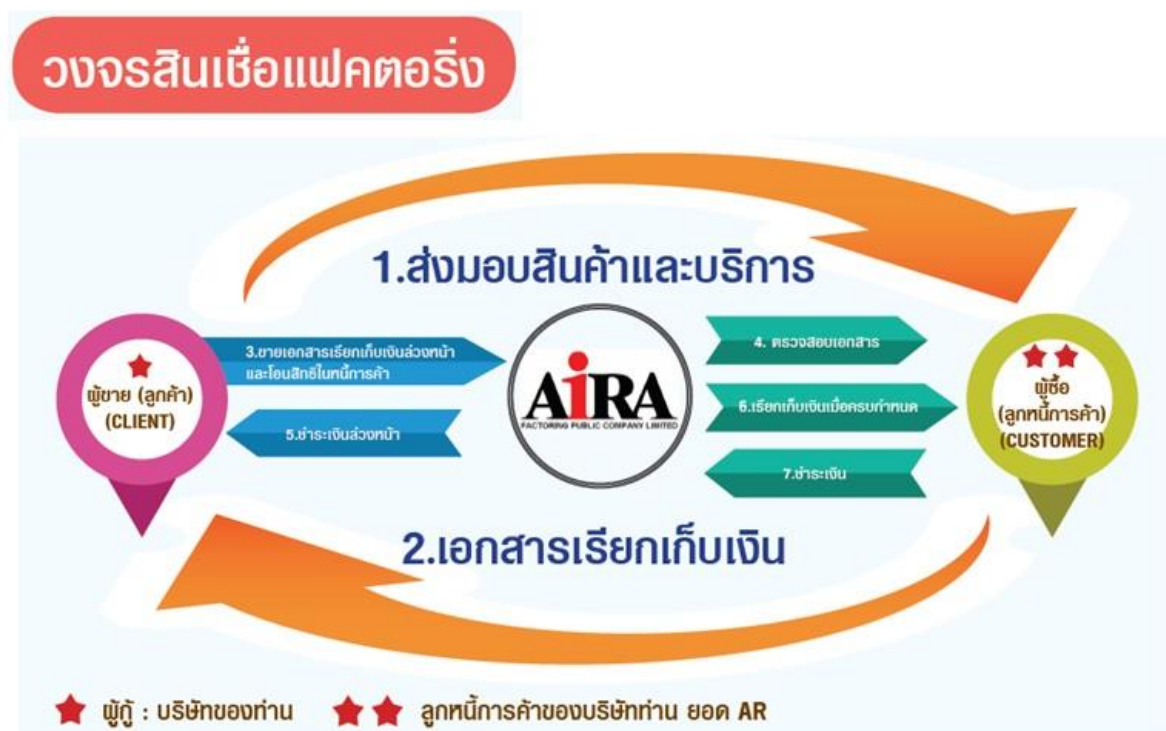 วงจรสินเชื่อแฟคตอริ่ง
1.ส่งมอบสินค้าและบริการ
3.ขายเอกสารเรียกเก็บเงินล่วงหน้า
และโอนสิทธิในหนี้การค้า
4. ตรวจสอบเอกสาร
ผู้ขาย (ลูกค้า)
(CLIENT)
AiRA
FACTORING PUBLIC COMPANY LIMITED
ผู้ซื้อ
(ลูกหนี้การค้า)
(CUSTOMER)
6.เรียกเก็บเงินเมื่อครบกำหนด
5.ชำระเงินล่วงหน้า
7.ชำระเงิน
2.เอกสารเรียกเก็บเงิน
ผู้กู้ : บริษัทของท่าน
ลูกหนี้การค้าของบริษัทท่าน ยอด AR